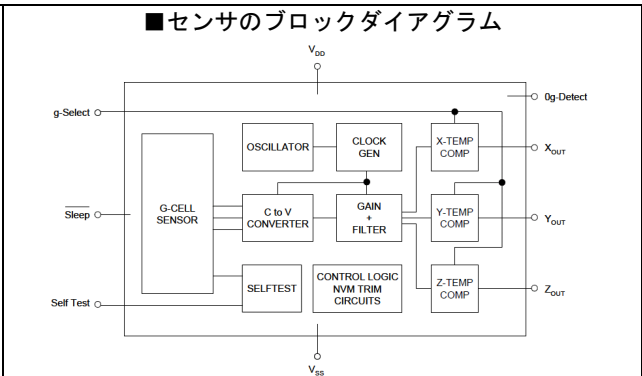 ■センサのブロックダイアグラム
VDD
g-Select
0g-Detect
OSCILLATOR
CLOCK
GEN
X-TEMP
COMP
XOUT
G-CELL
SENSOR
Sleep
C to V
CONVERTER
GAIN
+
FILTER
Y-TEMP
COMP
YOUT
SELFTEST
CONTROL LOGIC
NVM TRIM
CIRCUITS
Z-TEMP
COMP
ZOUT
Self Test
VSS